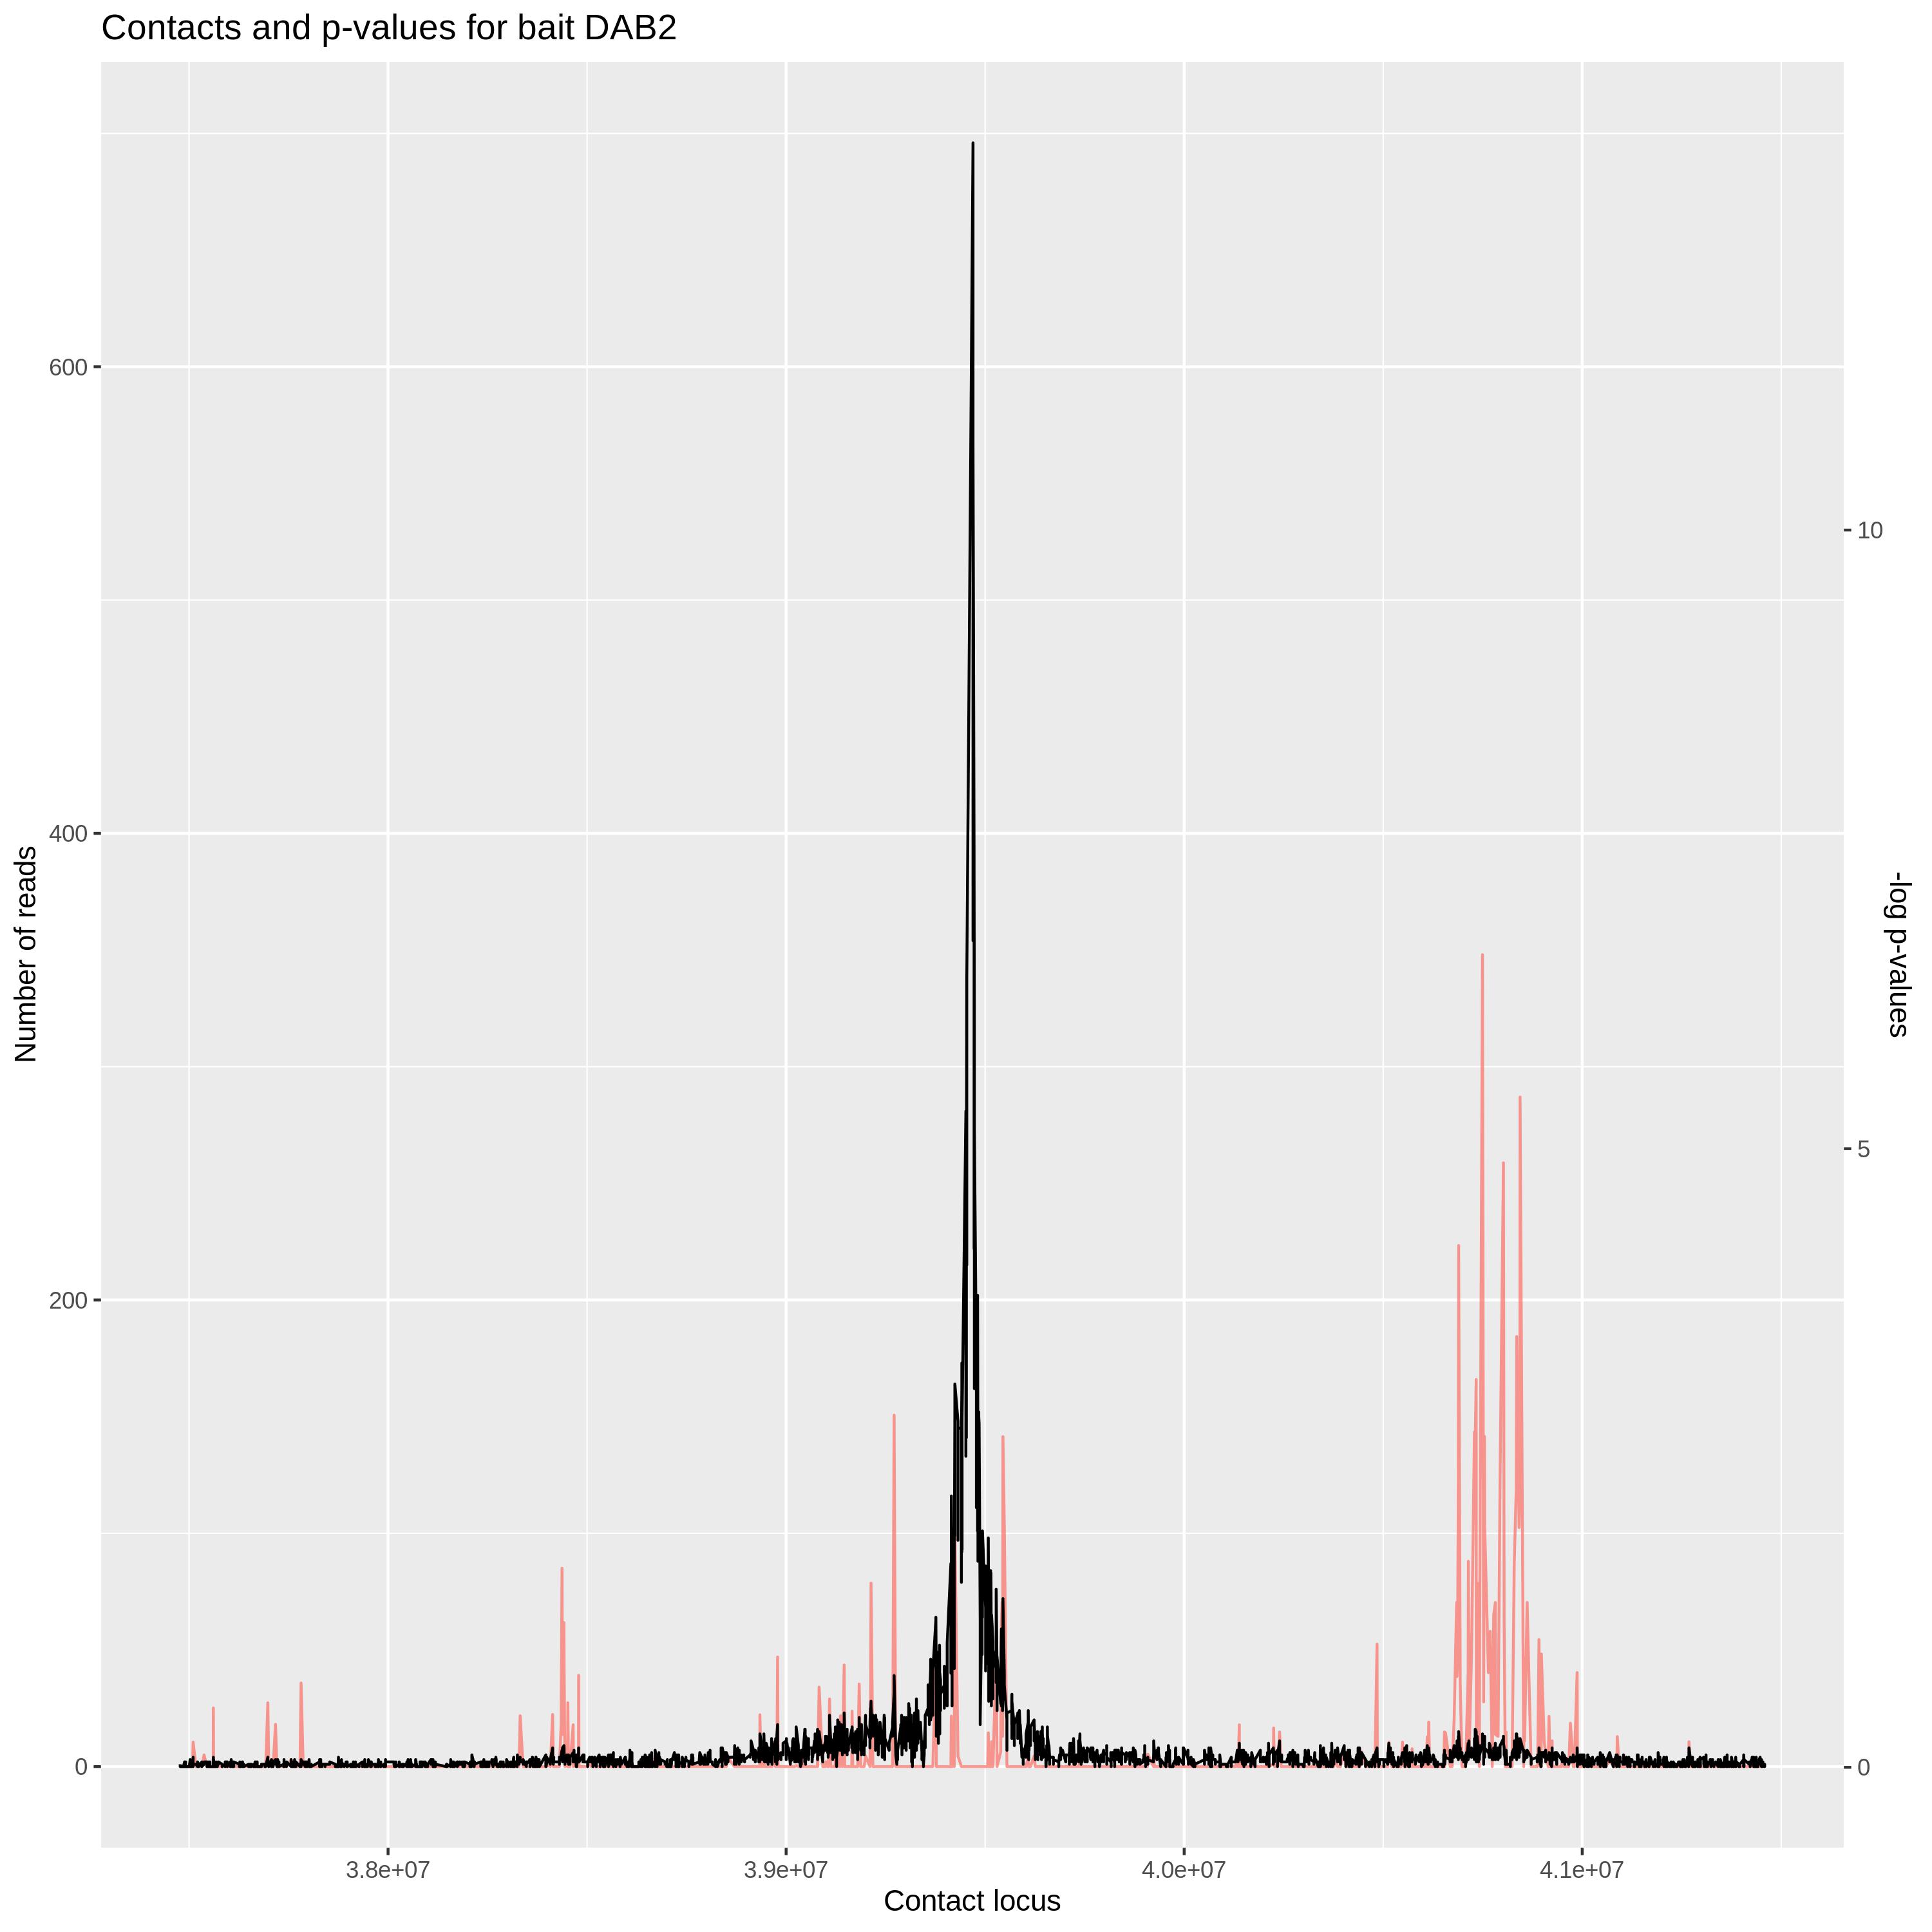 Contacts and p-values for bait DAB2
Number of reads
600
400
200
0
10
5
0
-log p-values
3.8e+07
3.9e+07
4.0e+07
4.1e+07
Contact locus